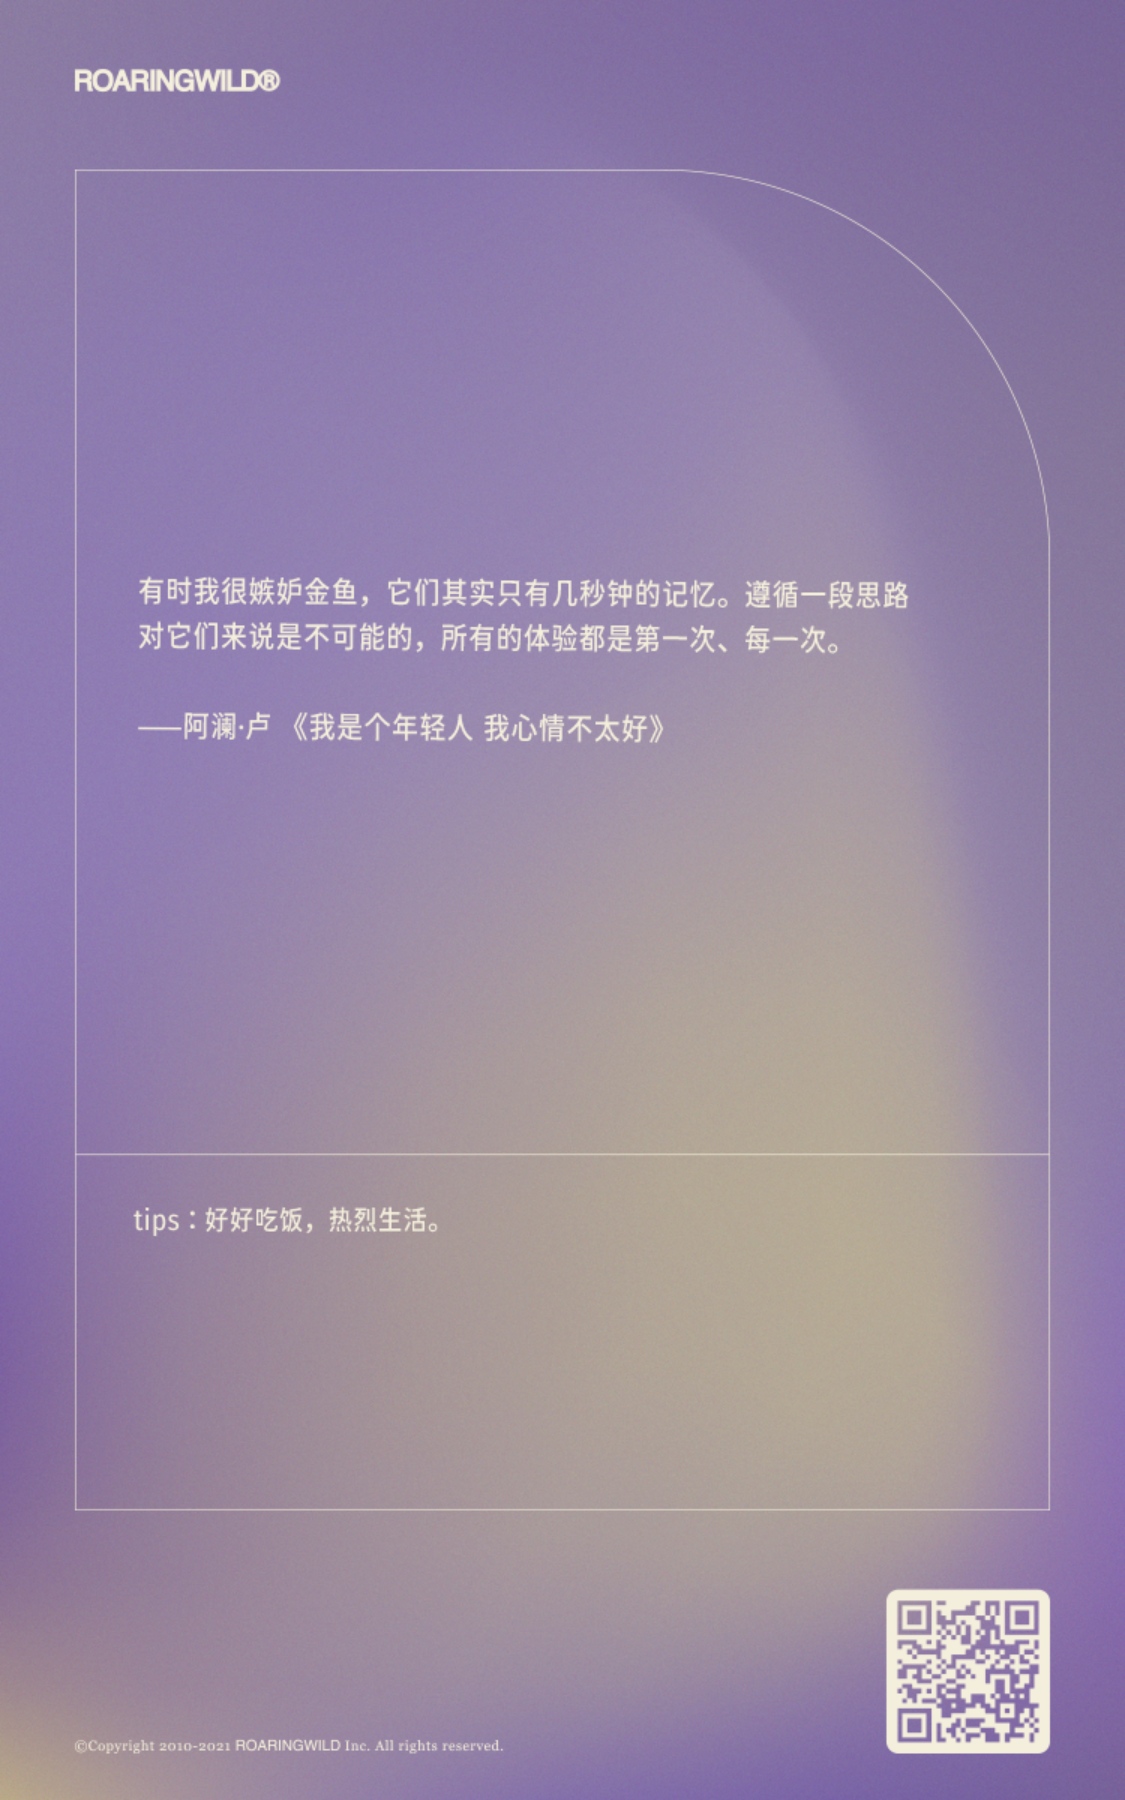 ROARINGWILD®
有时我很嫉妒金鱼，它们其实只有几秒钟的记忆。遵循一段思路
对它们来说是不可能的，所有的体验都是第一次、每一次。
——阿澜·卢 《我是个年轻人 我心情不太好》
tips：好好吃饭，热烈生活。
©Copyright 2010-2021 ROARINGWILD Inc. All rights reserved.